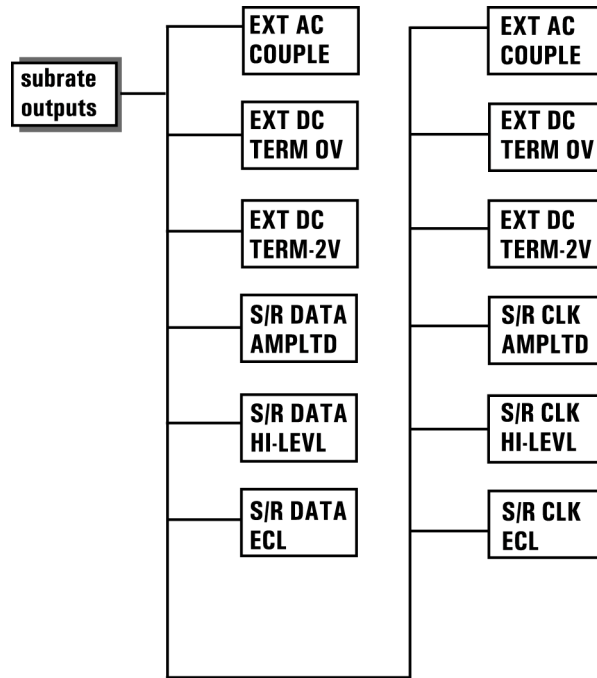 subrate
outputs
EXT AC
COUPLE
EXT DC
TERM 0V
EXT DC
TERM-2V
S/R DATA
AMPLTD
S/R DATA
HI-LEVL
S/R DATA
ECL
EXT AC
COUPLE
EXT DC
TERM 0V
EXT DC
TERM-2V
S/R CLK
AMPLTD
S/R CLK
HI-LEVL
S/R CLK
ECL